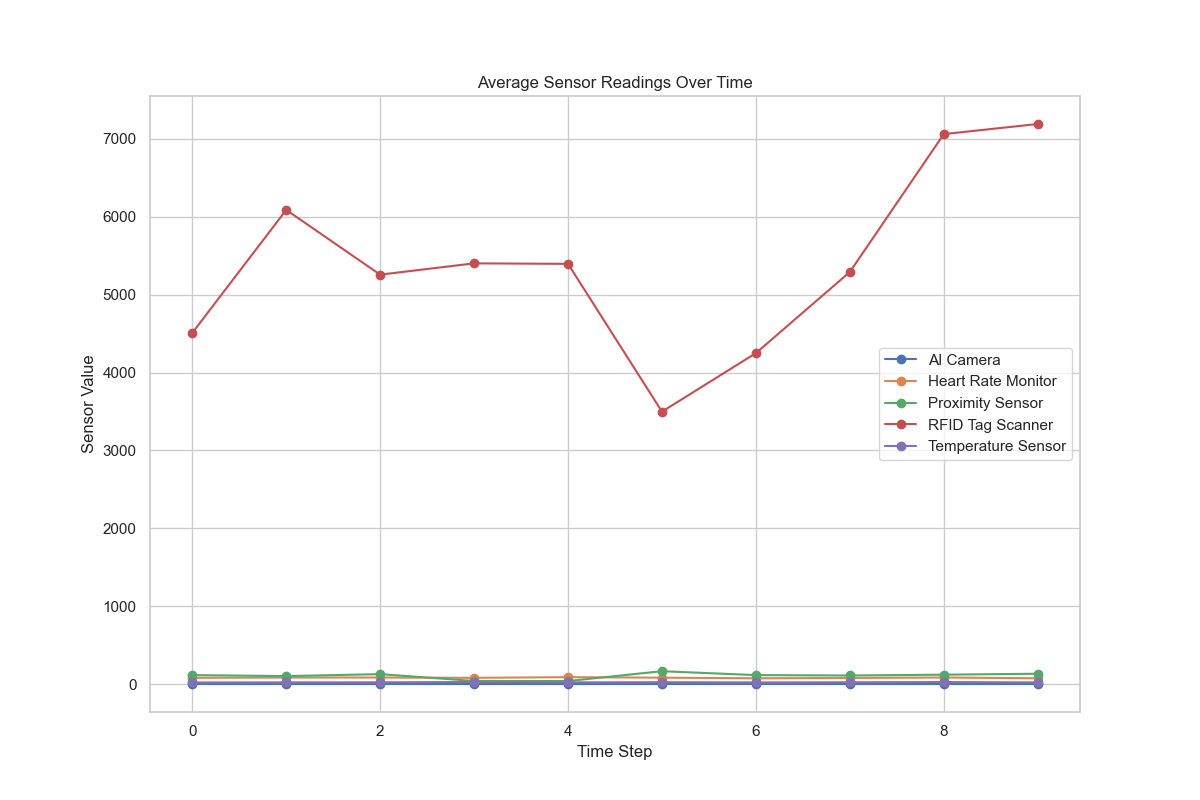 Average Sensor Readings Over Time
7000
6000
5000
4000
3000
2000
1000
0
Sensor Value
AI Camera
Heart Rate Monitor
Proximity Sensor
RFID Tag Scanner
Temperature Sensor
0 2 4 6 8
Time Step